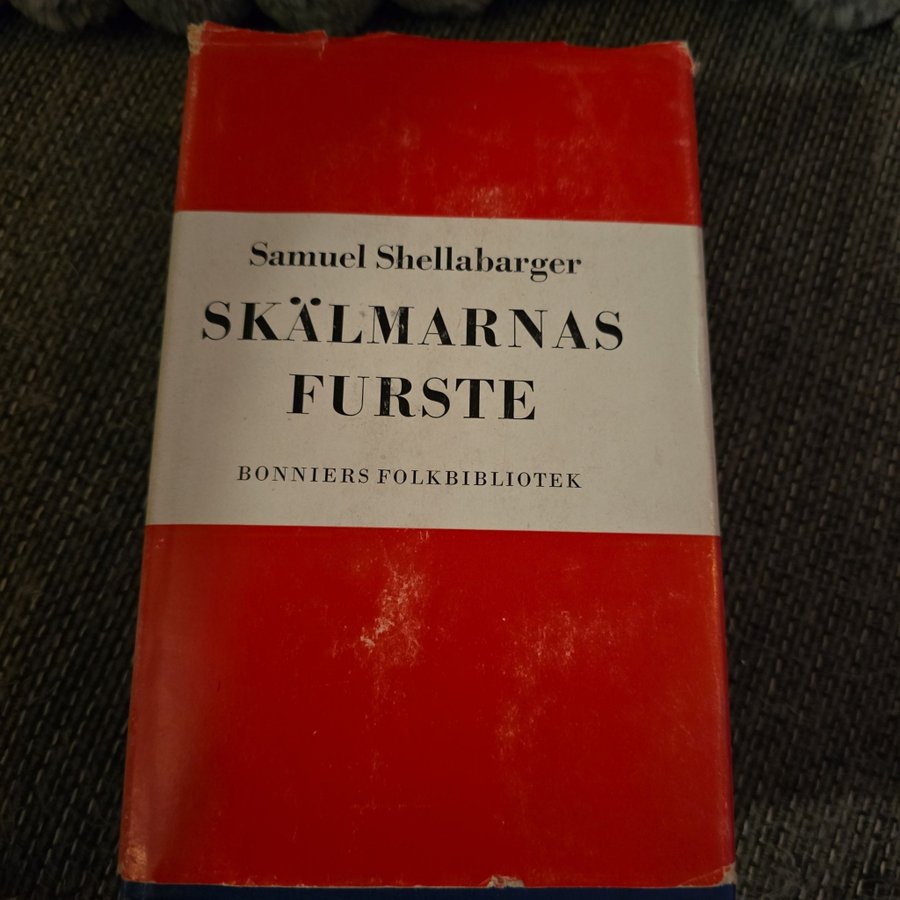 Samuel Shellabarger
SKÄLMARNAS
FURSTE
BONNIERS FOLKBIBLIOTEK